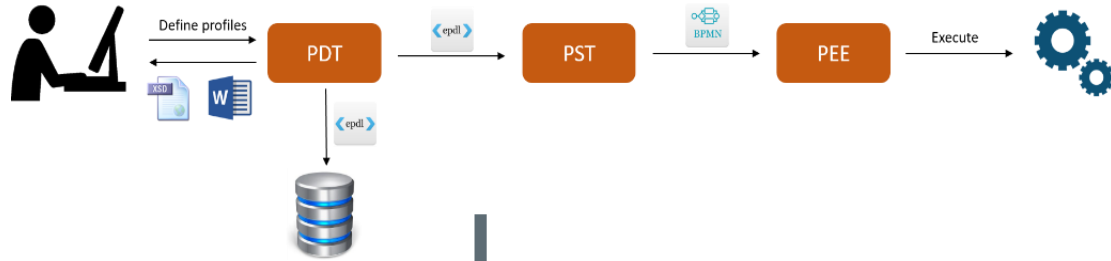 Define profiles
XSD
W
PDT
<epdl>
<epdl>
PST
BPMN
PEE
Execute